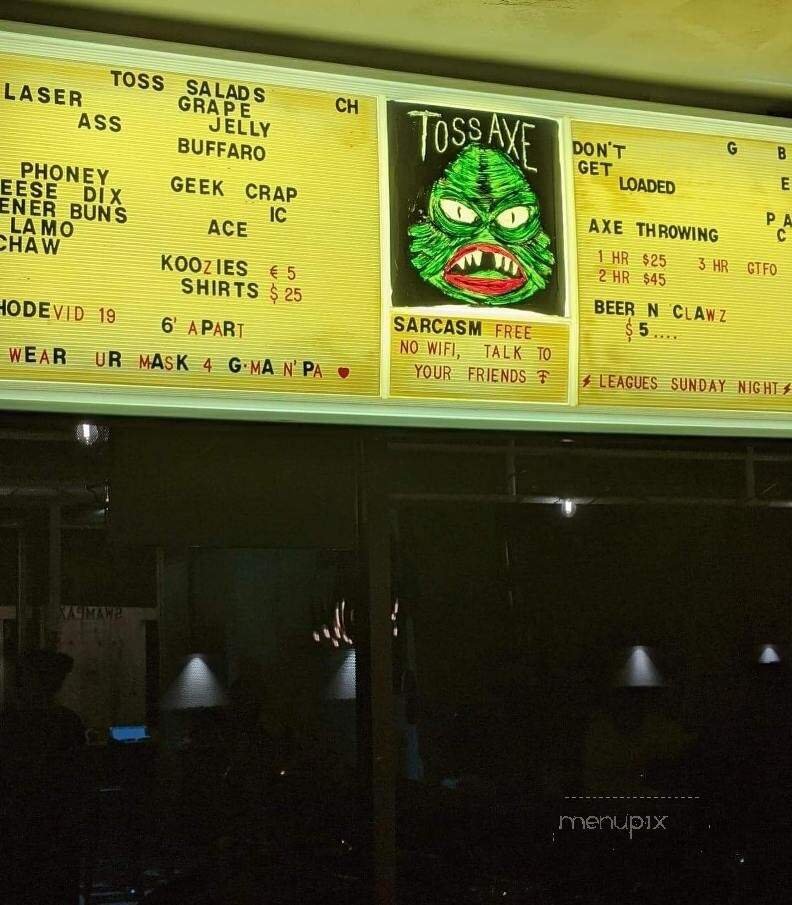 TOSS SALADS
LASER
GRAPE
CH
ASS
JELLY
BUFFARO
PHONEY
EESE DIX
GEEK CRAP
ENER BUNS
IC
LAMO
ACE
CHAW
KOOZIES € 5
SHIRTS $ 25
HODEVID 19
6' APART
WEAR UR MASK 4 G·MA N' PA ♥
TOSS AXE
SARCASM FREE
NO WIFI, TALK TO
YOUR FRIENDS
DON'T
G B
GET
LOADED
E
P A
AXE THROWING
C
1 HR $25 3 HR GTFO
2 HR $45
BEER N CLAWZ
$ 5 ....
⚡ LEAGUES SUNDAY NIGHT ⚡
SWAMPAX
menupix